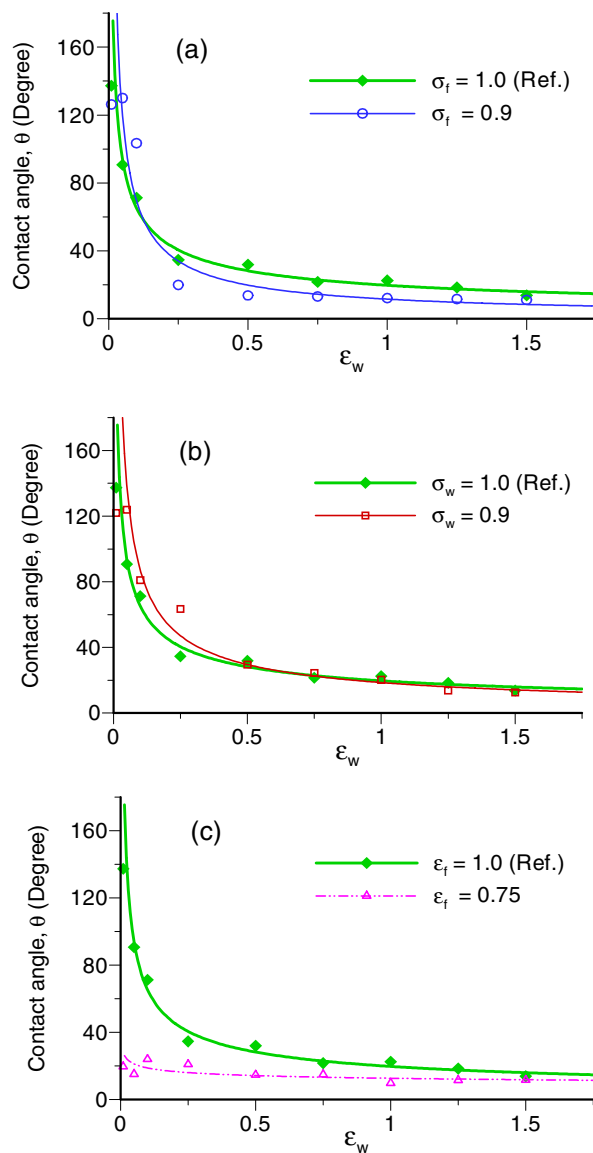 (a)
σf = 1.0 (Ref.)
σf = 0.9
Contact angle, θ (Degree)
160
120
80
40
0
0 0.5 1 1.5
εw
(b)
σw = 1.0 (Ref.)
σw = 0.9
Contact angle, θ (Degree)
160
120
80
40
0
0 0.5 1 1.5
εw
(c)
εf = 1.0 (Ref.)
εf = 0.75
Contact angle, θ (Degree)
160
120
80
40
0
0 0.5 1 1.5
εw